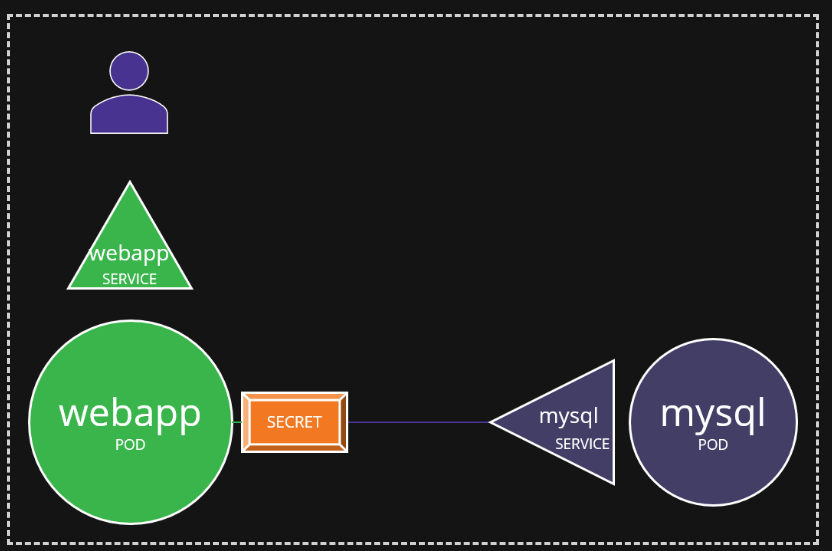 webapp
SERVICE
webapp
POD
SECRET
mysql
SERVICE
mysql
POD